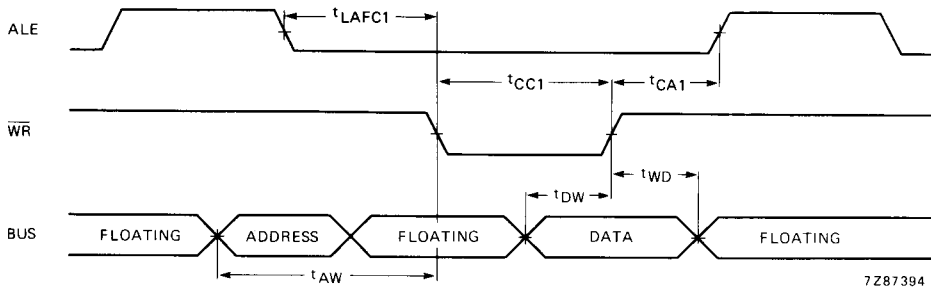 ALE
tLAFC1
tCC1
tCA1
WR
tDW
tWD
BUS
FLOATING
ADDRESS
FLOATING
DATA
FLOATING
tAW
7Z87394